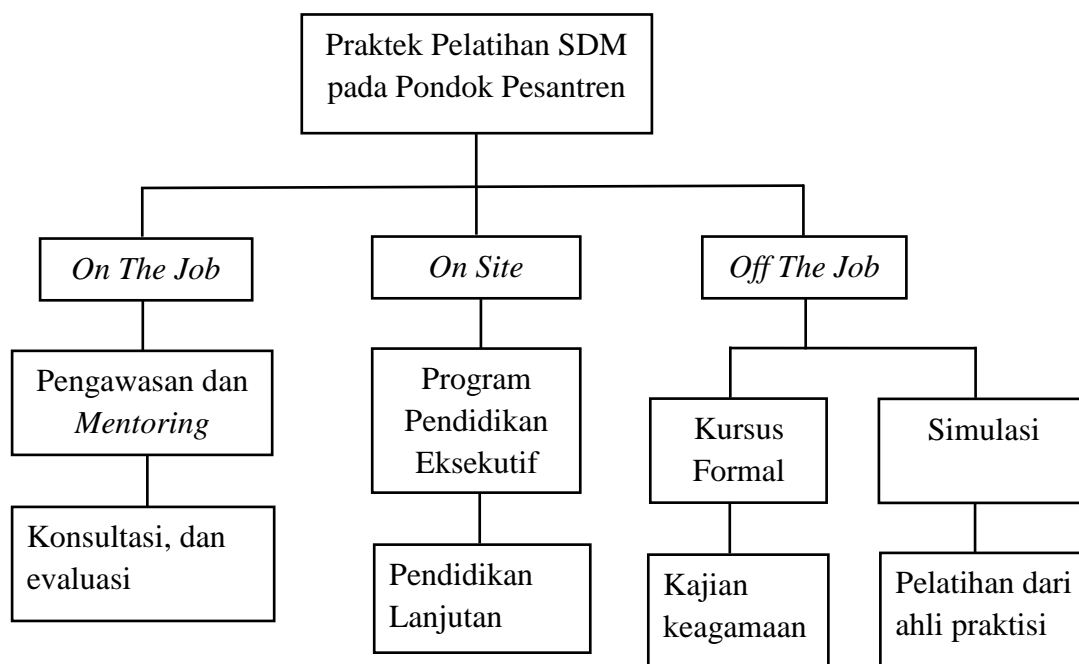 Praktek Pelatihan SDM
pada Pondok Pesantren
On The Job
On Site
Off The Job
Pengawasan dan
Mentoring
Program
Pendidikan
Eksekutif
Kursus
Formal
Simulasi
Konsultasi, dan
evaluasi
Pendidikan
Lanjutan
Kajian
keagamaan
Pelatihan dari
ahli praktisi